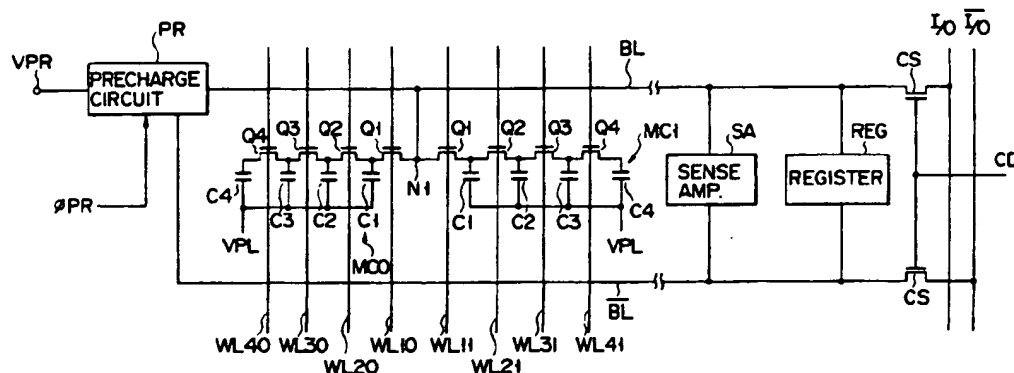 PR
I/O I/O
VPR
BL
CS
PRECHARGE
CIRCUIT
Q4 Q3 Q2 Q1 Q1 Q2 Q3 Q4
MC1
SA
REG
CD
SENSE
AMP.
REGISTER
N1
øPR
C4 C3 C2 C1 C1 C2 C3 C4
VPL
MC0
VPL
BL
CS
WL40 WL30 WL20 WL10 WL11 WL21 WL31 WL41